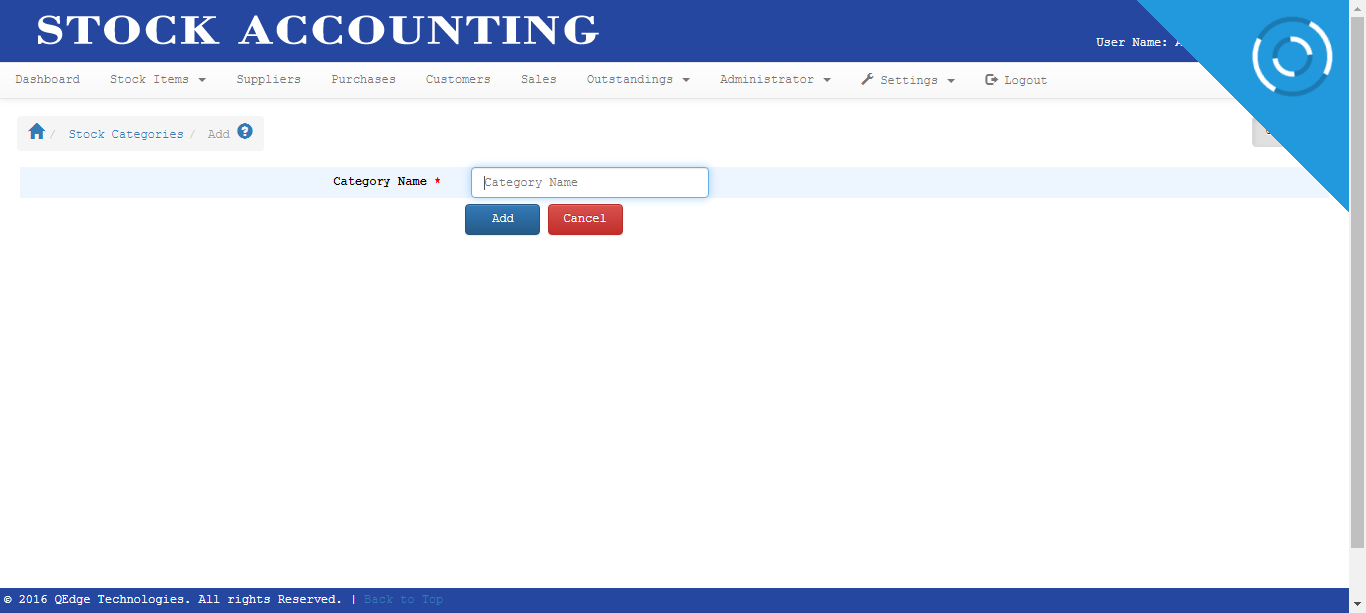 STOCK ACCOUNTING
User Name:
Dashboard Stock Items Suppliers Purchases Customers Sales Outstandings Administrator Settings Logout
/ Stock Categories / Add
Category Name *
Category Name
Add Cancel
© 2016 QEdge Technologies. All rights Reserved. | Back to Top